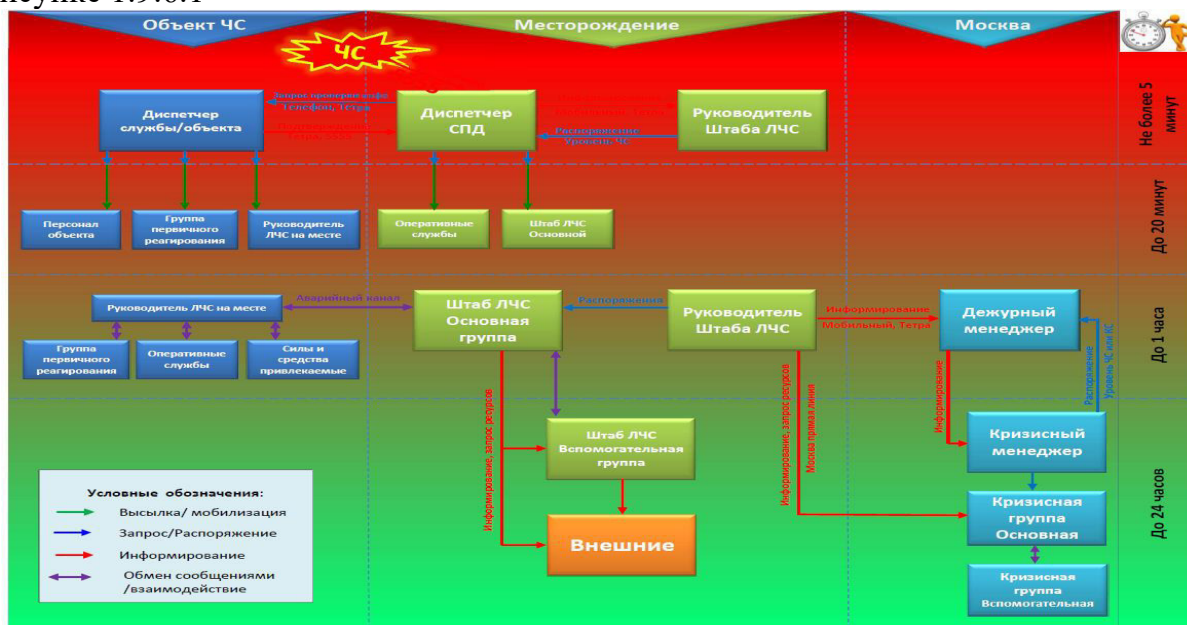 Объект ЧС
Месторождение
Москва
ЧС
Диспетчер
службы/объекта
Телефон, Тетра
Диспетчер
СПД
Распоряжение
Уровень ЧС
Руководитель
Штаба ЛЧС
Не более 5
минут
Персонал
объекта
Группа
первичного
реагирования
Руководитель
ЛЧС на месте
Оперативные
службы
Штаб ЛЧС
Основной
До 20 минут
Руководитель ЛЧС на месте
Аварийный канал
Группа
первичного
реагирования
Оперативные
службы
Силы и
средства
привлекаемые
Штаб ЛЧС
Основная
группа
Распоряжения
Руководитель
Штаба ЛЧС
Информирование
Мобильный, Тетра
Дежурный
менеджер
До 1 часа
Информирование
Распоряжение
Уровень ЧС или КС
Информирование, запрос ресурсов
Штаб ЛЧС
Вспомогательная
группа
Внешние
Информирование, запрос ресурсов
Москва прямая линия
Кризисный
менеджер
Кризисная
группа
Основная
Кризисная
группа
Вспомогательная
До 24 часов
Условные обозначения:
Высылка/ мобилизация
Запрос/Распоряжение
Информирование
Обмен сообщениями
/взаимодействие